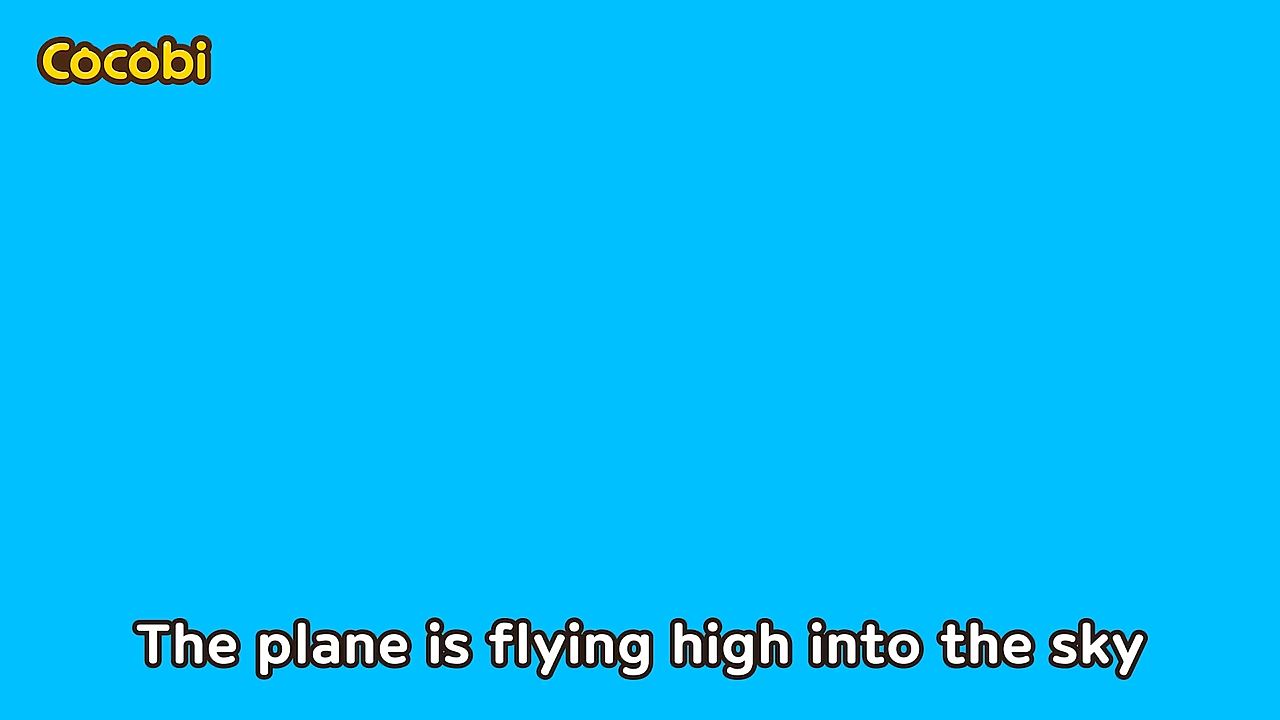 Cocobi
The plane is flying high into the sky